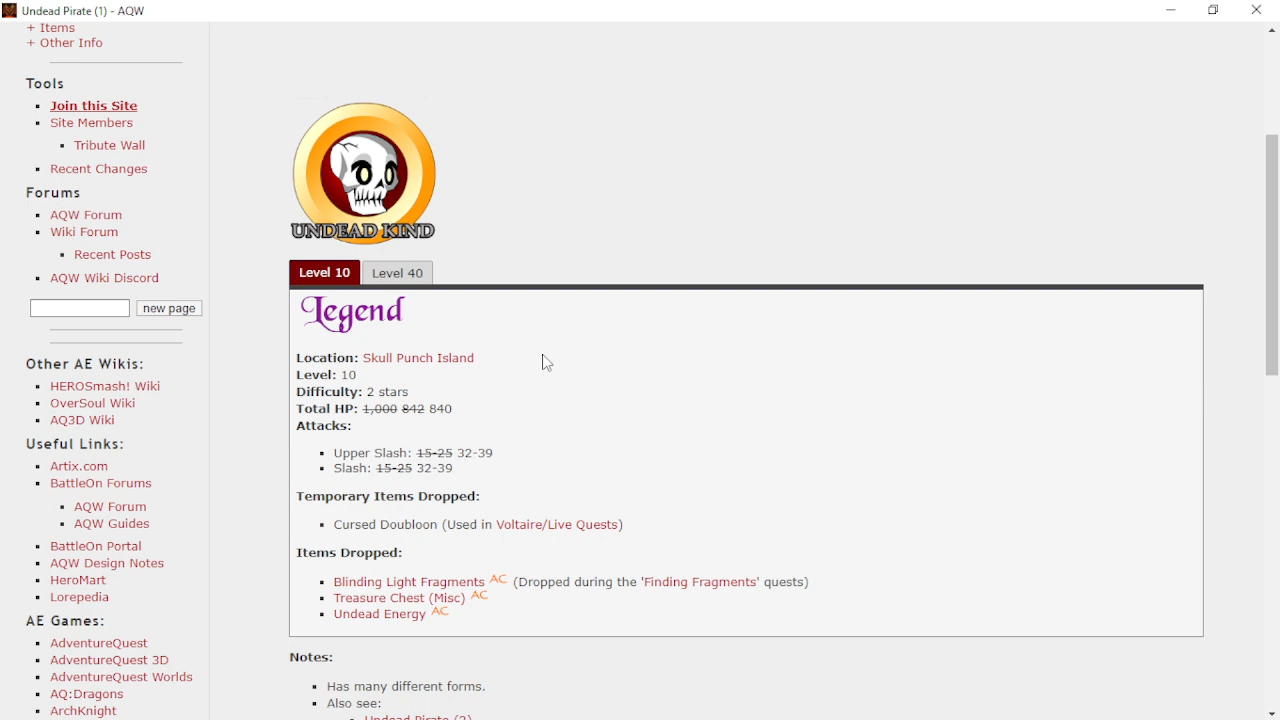 Undead Pirate (1) - AQW
+ Items
+ Other Info
Tools
Join this Site
Site Members
Tribute Wall
Recent Changes
Forums
AQW Forum
Wiki Forum
Recent Posts
AQW Wiki Discord
new page
Other AE Wikis:
HEROSmash! Wiki
OverSoul Wiki
AQ3D Wiki
Useful Links:
Artix.com
BattleOn Forums
AQW Forum
AQW Guides
BattleOn Portal
AQW Design Notes
HeroMart
Lorepedia
AE Games:
AdventureQuest
AdventureQuest 3D
AdventureQuest Worlds
AQ:Dragons
ArchKnight
UNDEAD KIND
Level 10 Level 40
Legend
Location: Skull Punch Island
Level: 10
Difficulty: 2 stars
Total HP: 1,000 842 840
Attacks:
Upper Slash: 15-25 32-39
Slash: 15-25 32-39
Temporary Items Dropped:
Cursed Doubloon (Used in Voltaire/Live Quests)
Items Dropped:
Blinding Light Fragments AC (Dropped during the 'Finding Fragments' quests)
Treasure Chest (Misc) AC
Undead Energy AC
Notes:
Has many different forms.
Also see:
Undead Pirate (2)